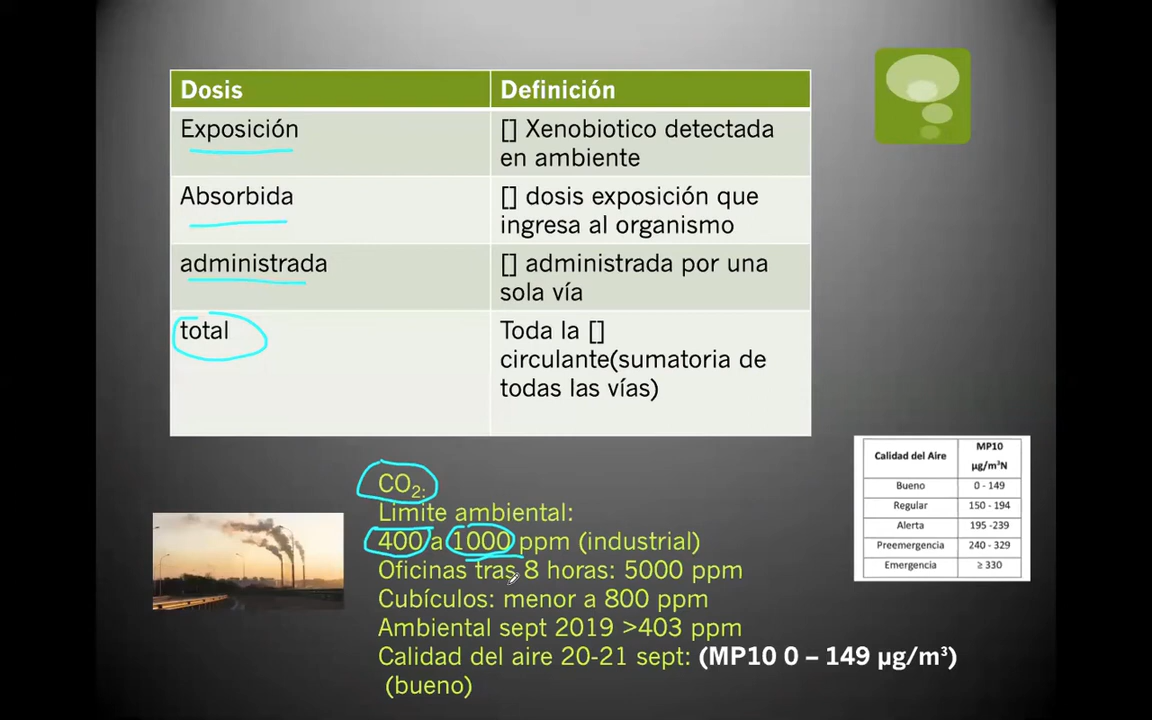 Dosis Definición
Exposición [] Xenobiotico detectada
en ambiente
Absorbida [] dosis exposición que
ingresa al organismo
administrada [] administrada por una
sola vía
total Toda la []
circulante(sumatoria de
todas las vías)
CO2:
Limite ambiental:
400 a 1000 ppm (industrial)
Oficinas tras 8 horas: 5000 ppm
Cubículos: menor a 800 ppm
Ambiental sept 2019 >403 ppm
Calidad del aire 20-21 sept: (MP10 0 – 149 µg/m³)
(bueno)
Calidad del Aire MP10
µg/m³N
Bueno 0 - 149
Regular 150 - 194
Alerta 195 -239
Preemergencia 240 - 329
Emergencia ≥ 330